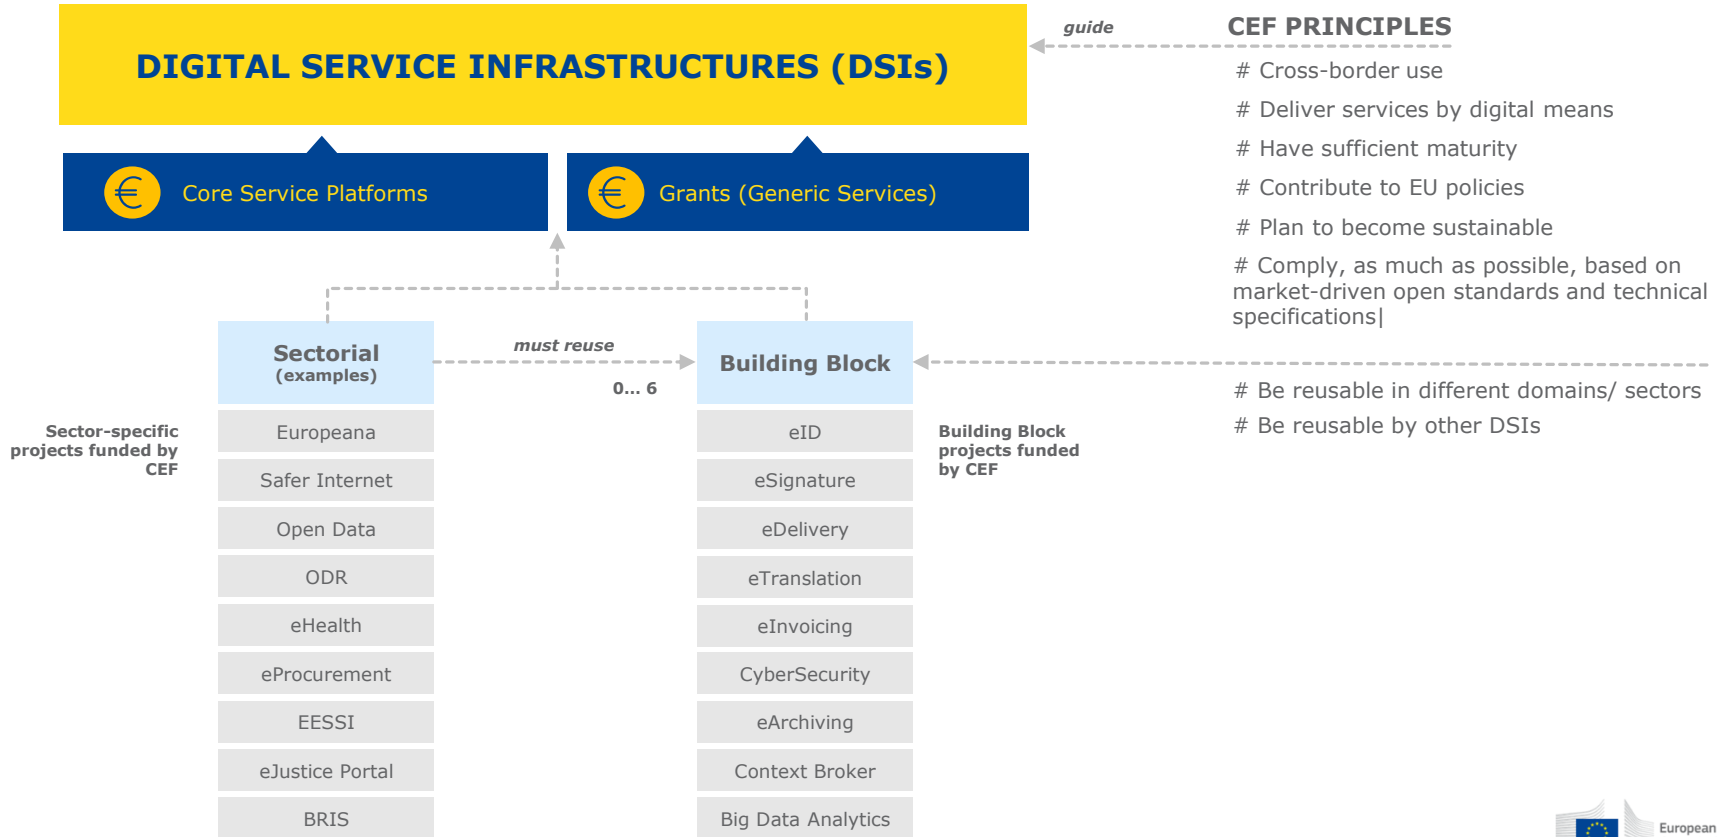 DIGITAL SERVICE INFRASTRUCTURES (DSIs)
guide
CEF PRINCIPLES
# Cross-border use
# Deliver services by digital means
# Have sufficient maturity
# Contribute to EU policies
# Plan to become sustainable
# Comply, as much as possible, based on
market-driven open standards and technical
specifications|
€ Core Service Platforms
€ Grants (Generic Services)
Sectorial
(examples)
must reuse
0... 6
Building Block
# Be reusable in different domains/ sectors
# Be reusable by other DSIs
Sector-specific
projects funded by
CEF
Europeana
Safer Internet
Open Data
ODR
eHealth
eProcurement
EESSI
eJustice Portal
BRIS
eID
eSignature
eDelivery
eTranslation
eInvoicing
CyberSecurity
eArchiving
Context Broker
Big Data Analytics
Building Block
projects funded
by CEF
European